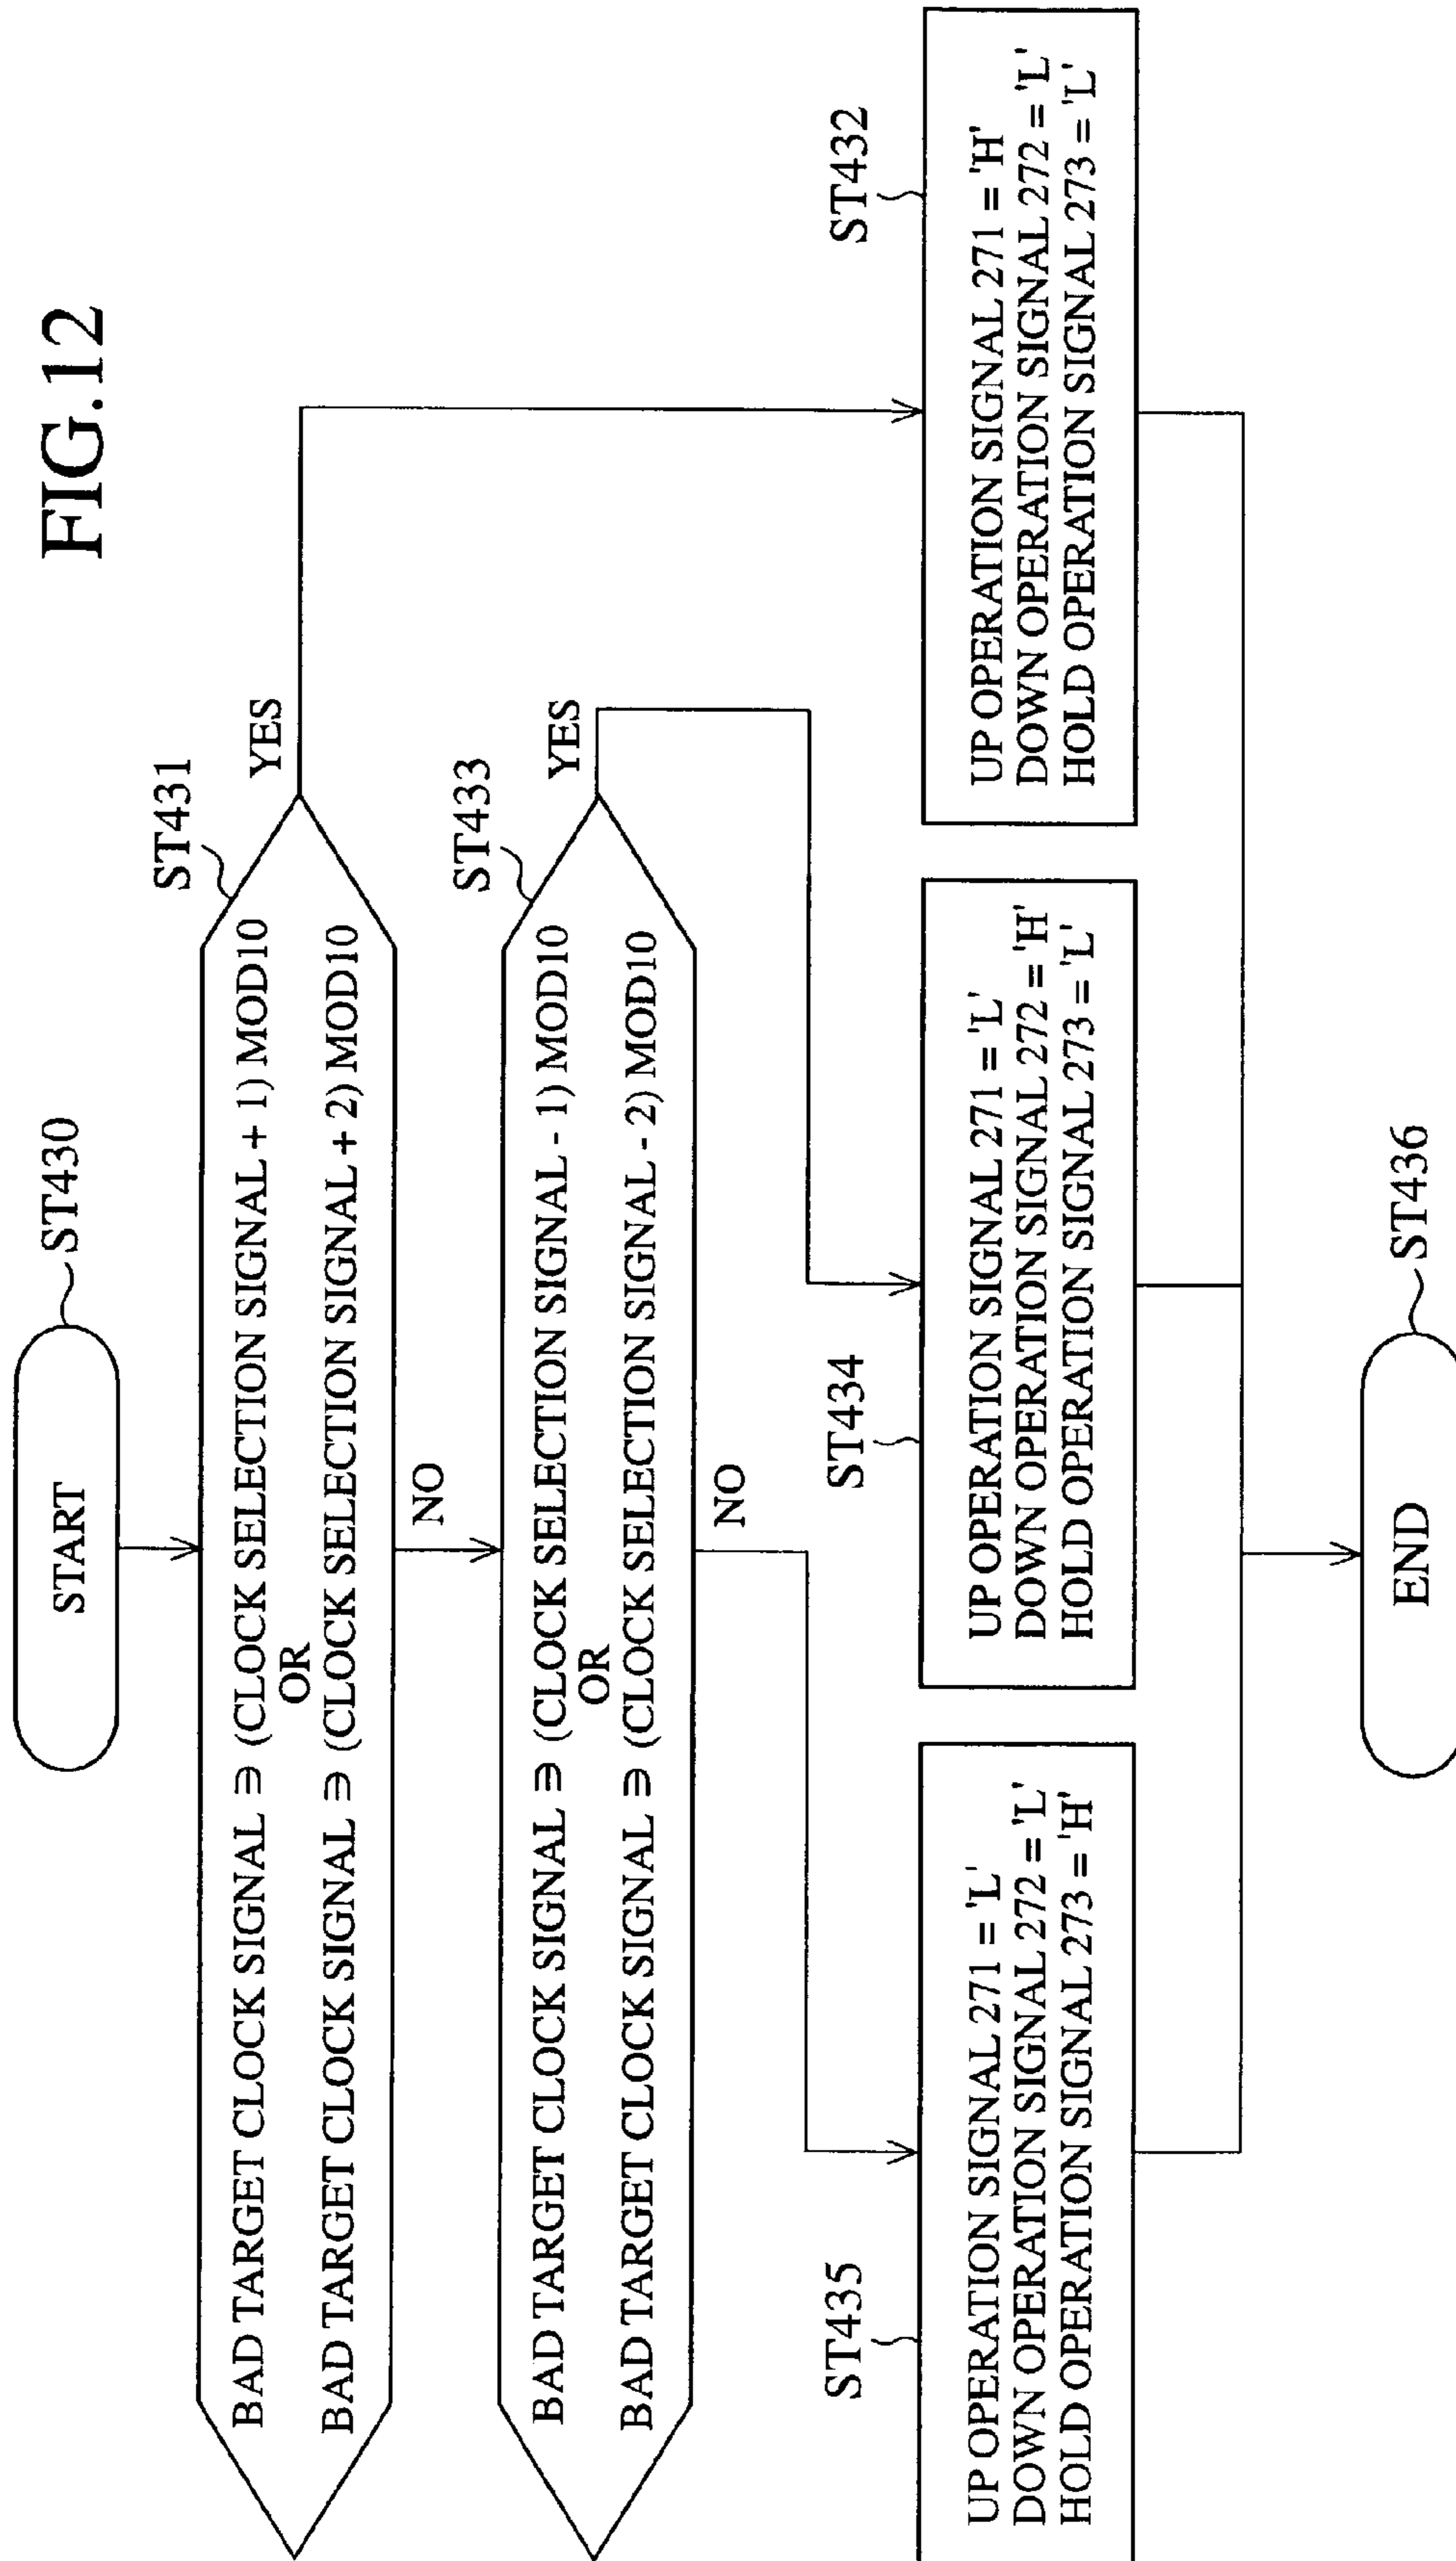 FIG.12
START
ST430
ST431
BAD TARGET CLOCK SIGNAL ∋ (CLOCK SELECTION SIGNAL + 1) MOD10
OR
BAD TARGET CLOCK SIGNAL ∋ (CLOCK SELECTION SIGNAL + 2) MOD10
YES
NO
ST433
BAD TARGET CLOCK SIGNAL ∋ (CLOCK SELECTION SIGNAL - 1) MOD10
OR
BAD TARGET CLOCK SIGNAL ∋ (CLOCK SELECTION SIGNAL - 2) MOD10
YES
NO
ST435
UP OPERATION SIGNAL 271 = 'L'
DOWN OPERATION SIGNAL 272 = 'L'
HOLD OPERATION SIGNAL 273 = 'H'
ST434
UP OPERATION SIGNAL 271 = 'L'
DOWN OPERATION SIGNAL 272 = 'H'
HOLD OPERATION SIGNAL 273 = 'L'
ST432
UP OPERATION SIGNAL 271 = 'H'
DOWN OPERATION SIGNAL 272 = 'L'
HOLD OPERATION SIGNAL 273 = 'L'
END
ST436